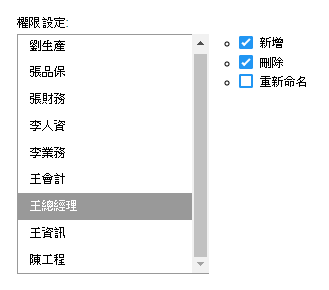 權限設定:
劉生產
張品保
張財務
李人資
李業務
王會計
王總經理
王資訊
陳工程
新增
刪除
重新命名